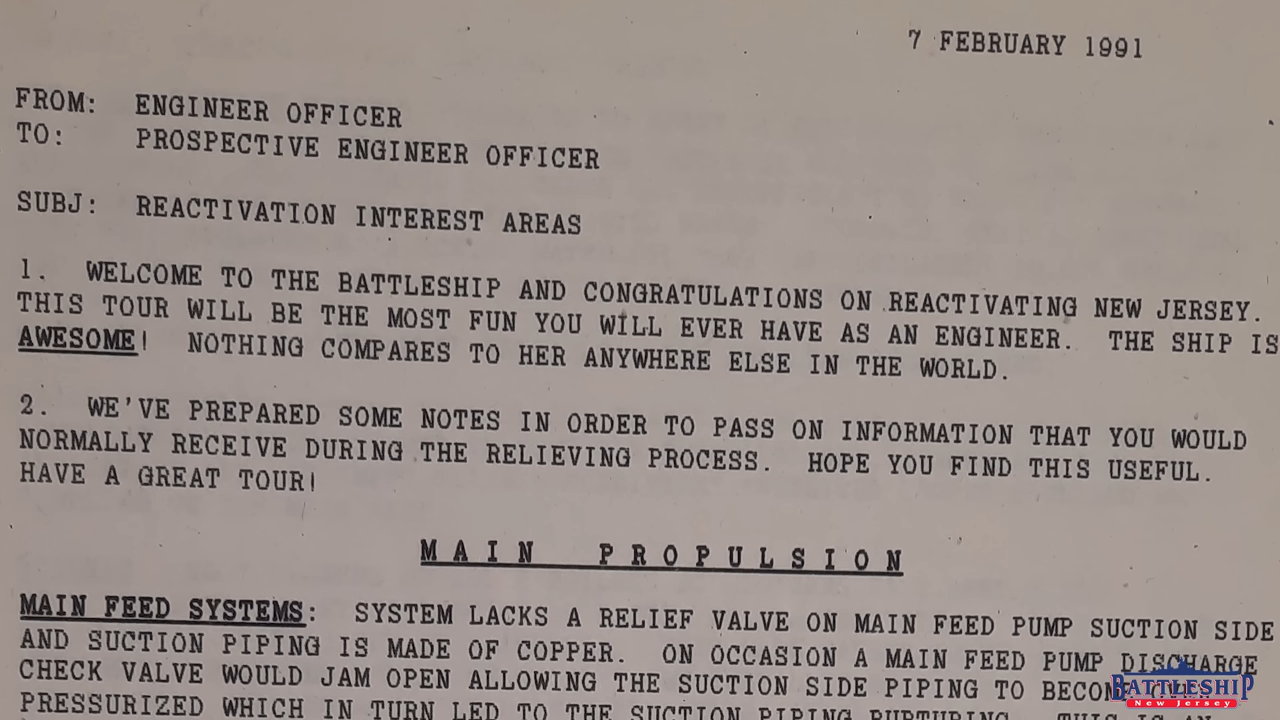 7 FEBRUARY 1991
FROM: ENGINEER OFFICER
TO: PROSPECTIVE ENGINEER OFFICER
SUBJ: REACTIVATION INTEREST AREAS
1. WELCOME TO THE BATTLESHIP AND CONGRATULATIONS ON REACTIVATING NEW JERSEY.
THIS TOUR WILL BE THE MOST FUN YOU WILL EVER HAVE AS AN ENGINEER. THE SHIP IS
AWESOME! NOTHING COMPARES TO HER ANYWHERE ELSE IN THE WORLD.
2. WE'VE PREPARED SOME NOTES IN ORDER TO PASS ON INFORMATION THAT YOU WOULD
NORMALLY RECEIVE DURING THE RELIEVING PROCESS. HOPE YOU FIND THIS USEFUL.
HAVE A GREAT TOUR!
MAIN PROPULSION
MAIN FEED SYSTEMS: SYSTEM LACKS A RELIEF VALVE ON MAIN FEED PUMP SUCTION SIDE
AND SUCTION PIPING IS MADE OF COPPER. ON OCCASION A MAIN FEED PUMP DISCHARGE
CHECK VALVE WOULD JAM OPEN ALLOWING THE SUCTION SIDE PIPING TO BECOME
PRESSURIZED WHICH IN TURN LED TO THE SUCTION PIPING RUPTURING. THIS IS
BATTLESHIP
New Jersey